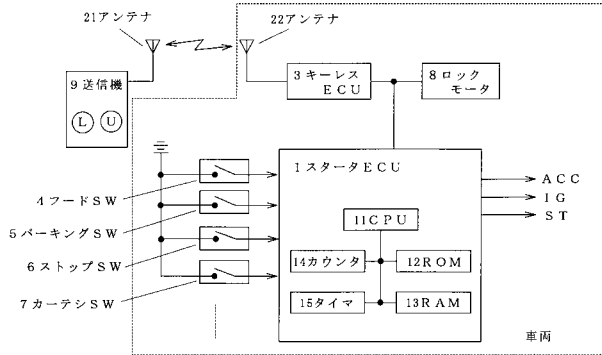 21アンテナ
22アンテナ
9送信機
L U
3キーレス
ECU
8ロック
モータ
1スタータECU
4フードSW
5パーキングSW
6ストップSW
7カーテシSW
ACC
IG
ST
11CPU
14カウンタ
12ROM
15タイマ
13RAM
車両